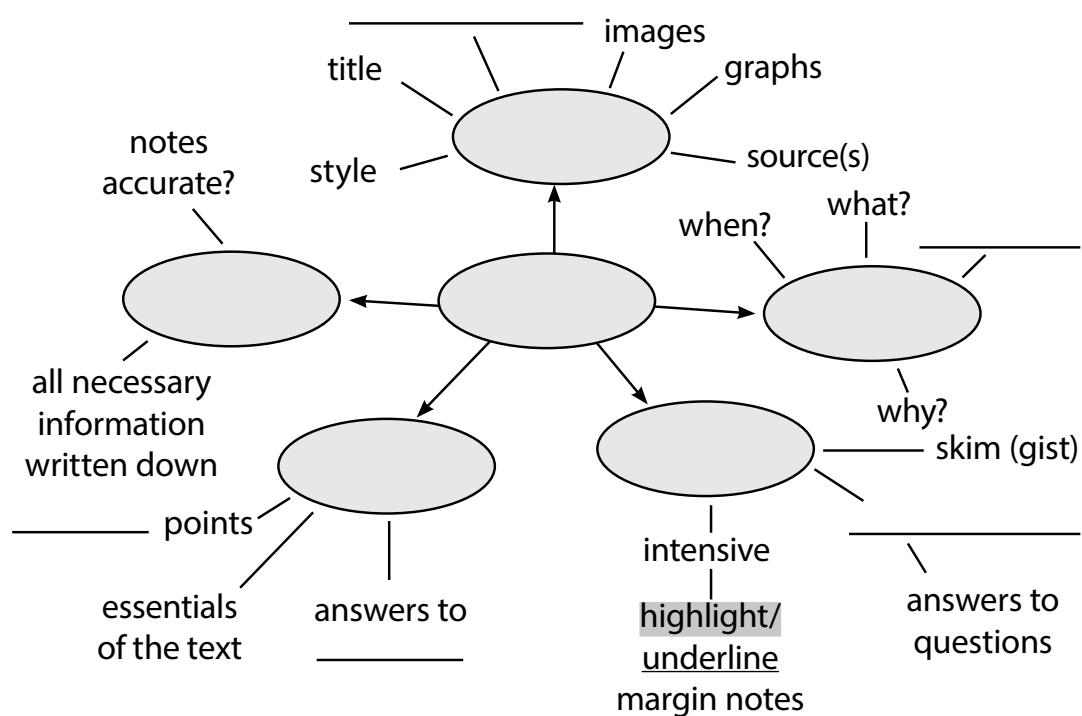 images
title
graphs
style
source(s)
notes
accurate?
when?
what?
why?
all necessary
information
written down
points
essentials
of the text
answers to
skim (gist)
intensive
highlight/
underline
margin notes
answers to
questions